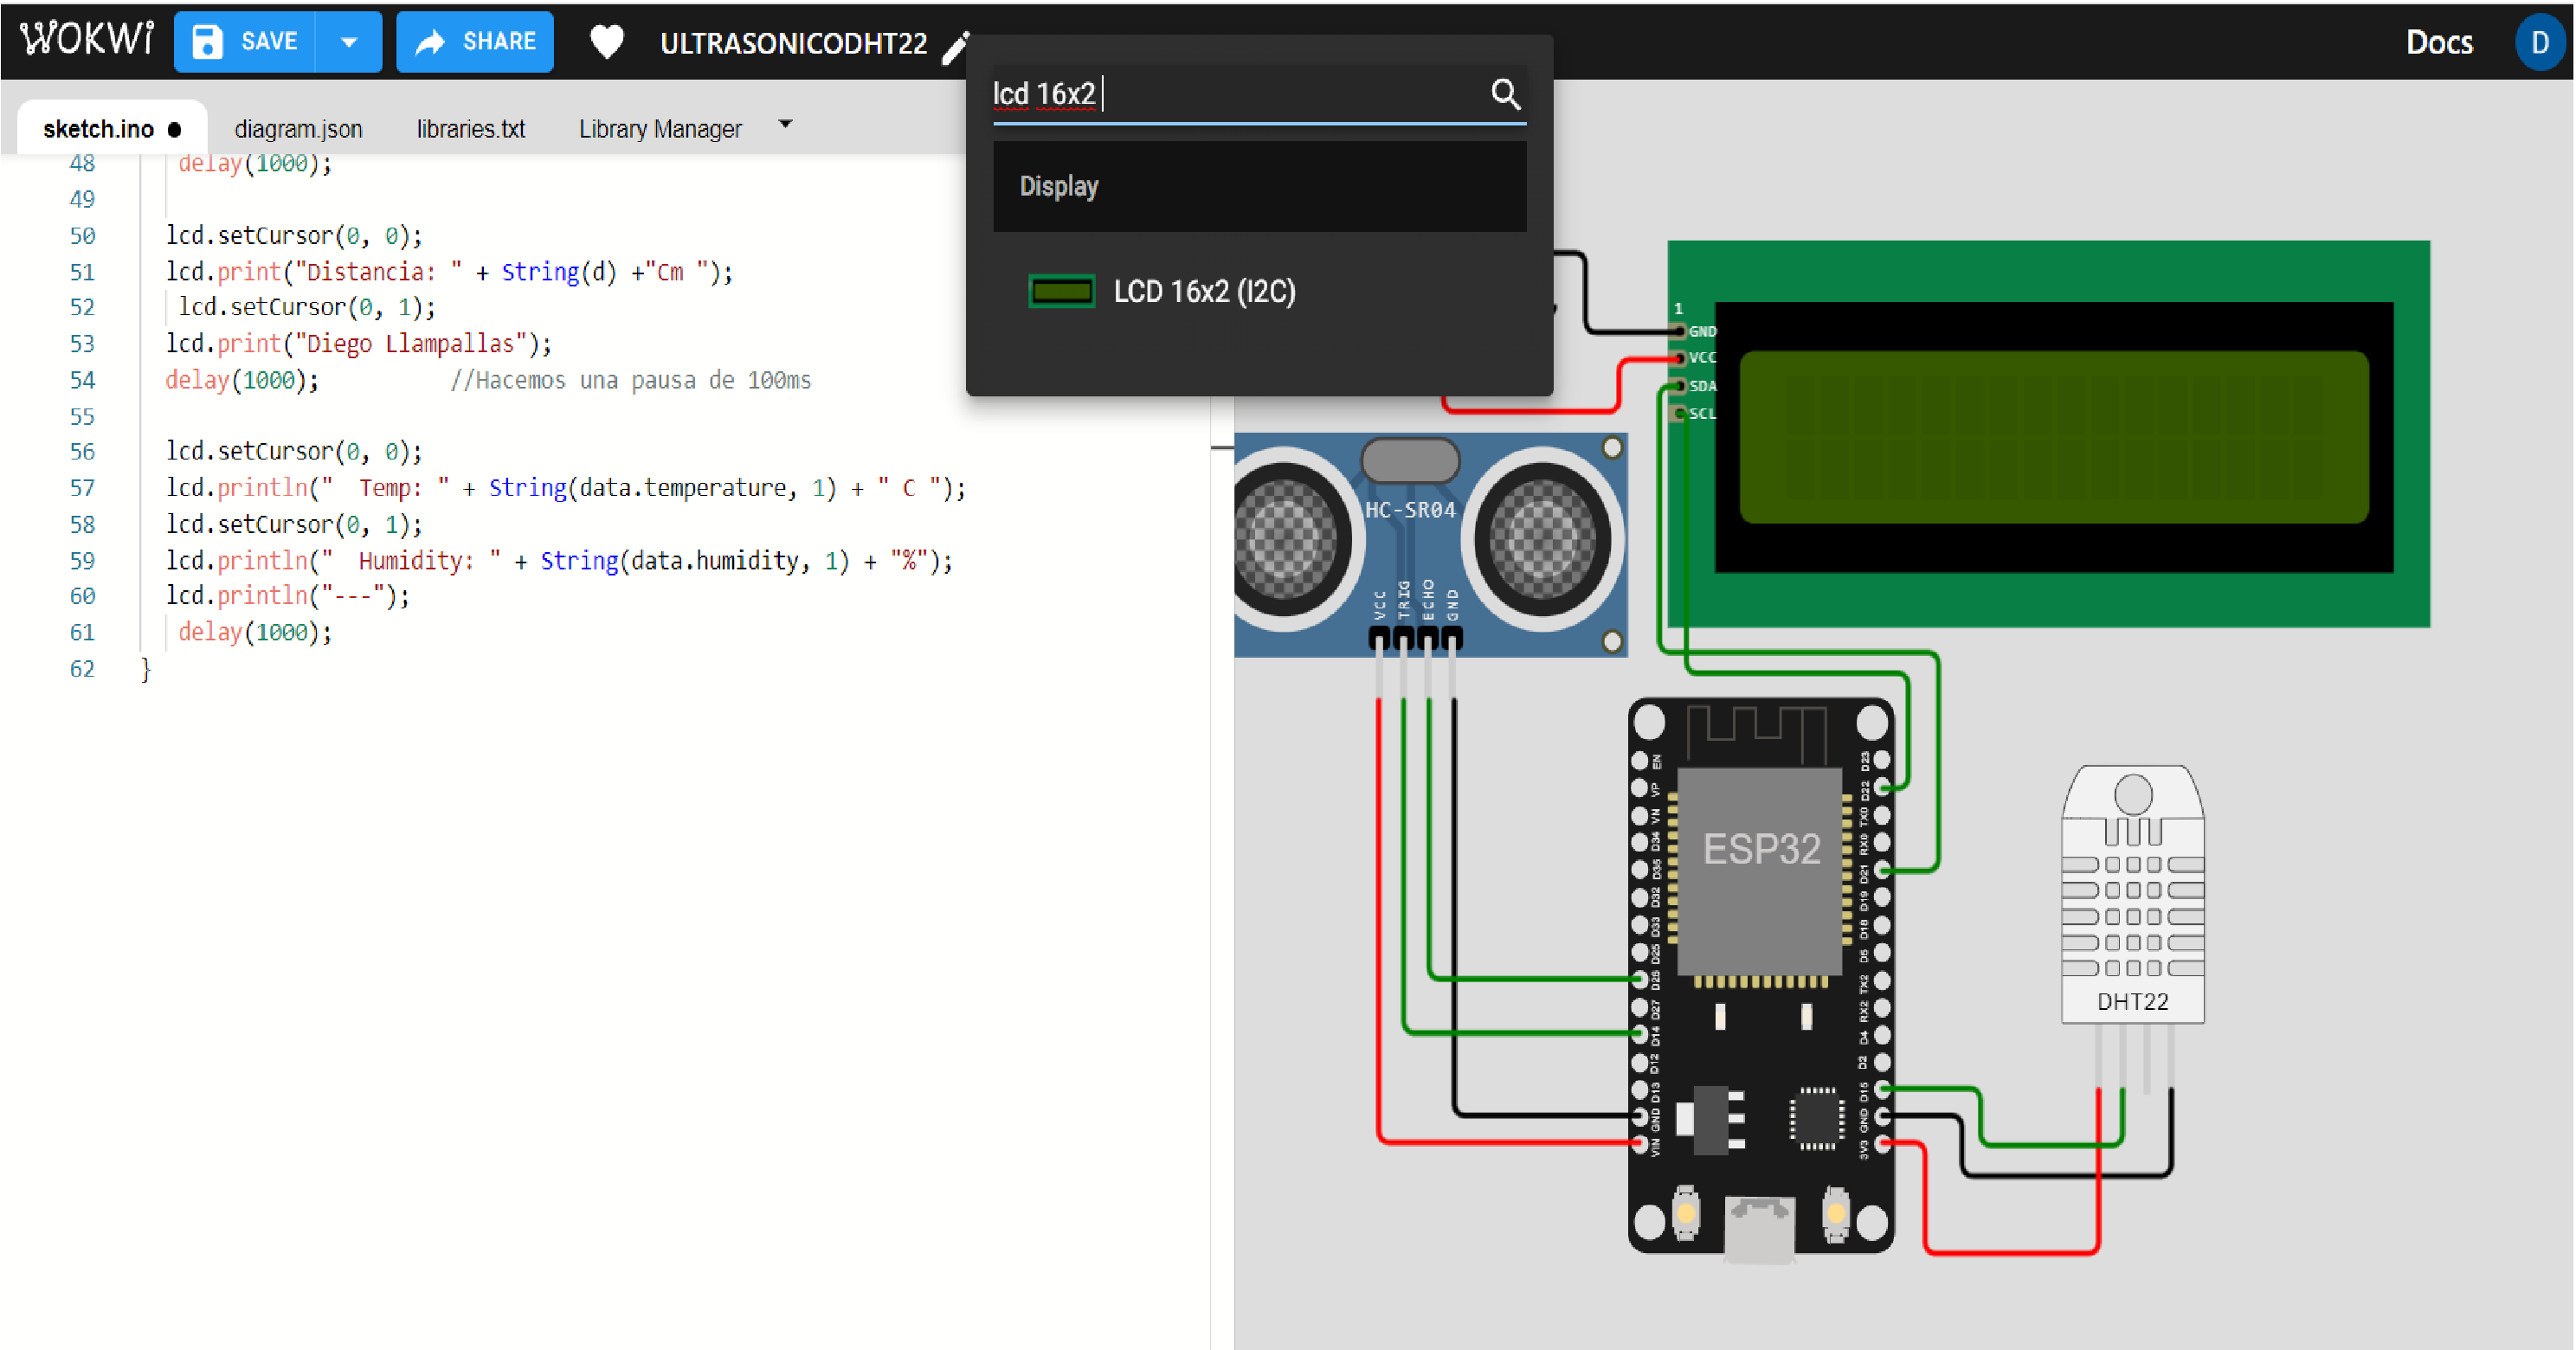 WOKWi SAVE SHARE ULTRASONICODHT22 Docs D
sketch.ino ● diagram.json libraries.txt Library Manager
lcd 16x2
Display
LCD 16x2 (I2C)
48 delay(1000);
49
50 lcd.setCursor(0, 0);
51 lcd.print("Distancia: " + String(d) +"Cm ");
52 lcd.setCursor(0, 1);
53 lcd.print("Diego Llampallas");
54 delay(1000); //Hacemos una pausa de 100ms
55
56 lcd.setCursor(0, 0);
57 lcd.println("  Temp: " + String(data.temperature, 1) + " C ");
58 lcd.setCursor(0, 1);
59 lcd.println("  Humidity: " + String(data.humidity, 1) + "%");
60 lcd.println("---");
61 delay(1000);
62 }
1
GND
VCC
SDA
SCL
HC-SR04
VCC
TRIG
ECHO
GND
ESP32
EN
VP
VN
D34
D35
D32
D33
D25
D26
D27
D14
D12
D13
GND
VIN
D23
D22
TX0
RX0
D21
D19
D18
D5
TX2
RX2
D4
D2
D15
GND
3V3
DHT22